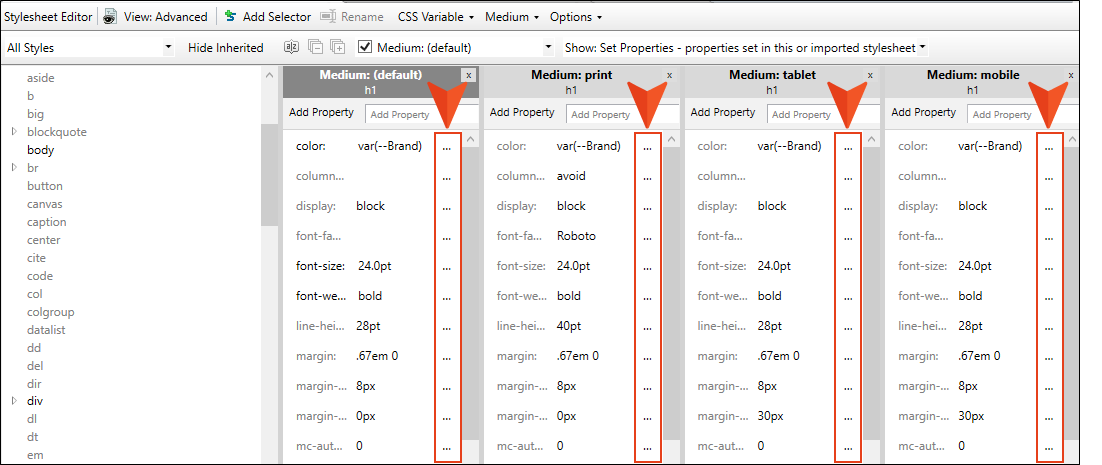 Stylesheet Editor View: Advanced Add Selector Rename CSS Variable Medium Options
All Styles Hide Inherited Medium: (default) Show: Set Properties - properties set in this or imported stylesheet
aside
b
big
blockquote
body
br
button
canvas
caption
center
cite
code
col
colgroup
datalist
dd
del
dir
div
dl
dt
em
Medium: (default) x
h1
Add Property Add Property
color: var(--Brand) ...
column... ...
display: block ...
font-fa... ...
font-size: 24.0pt ...
font-we... bold ...
line-hei... 28pt ...
margin: .67em 0 ...
margin-... 8px ...
margin-... 0px ...
mc-aut... 0 ...
Medium: print x
h1
Add Property Add Property
color: var(--Brand) ...
column... avoid ...
display: block ...
font-fa... Roboto ...
font-size: 24.0pt ...
font-we... bold ...
line-hei... 40pt ...
margin: .67em 0 ...
margin-... 8px ...
margin-... 0px ...
mc-aut... 0 ...
Medium: tablet x
h1
Add Property Add Property
color: var(--Brand) ...
column... ...
display: block ...
font-fa... ...
font-size: 24.0pt ...
font-we... bold ...
line-hei... 28pt ...
margin: .67em 0 ...
margin-... 8px ...
margin-... 30px ...
mc-aut... 0 ...
Medium: mobile x
h1
Add Property Add Property
color: var(--Brand) ...
column... ...
display: block ...
font-fa... ...
font-size: 24.0pt ...
font-we... bold ...
line-hei... 28pt ...
margin: .67em 0 ...
margin-... 8px ...
margin-... 30px ...
mc-aut... 0 ...